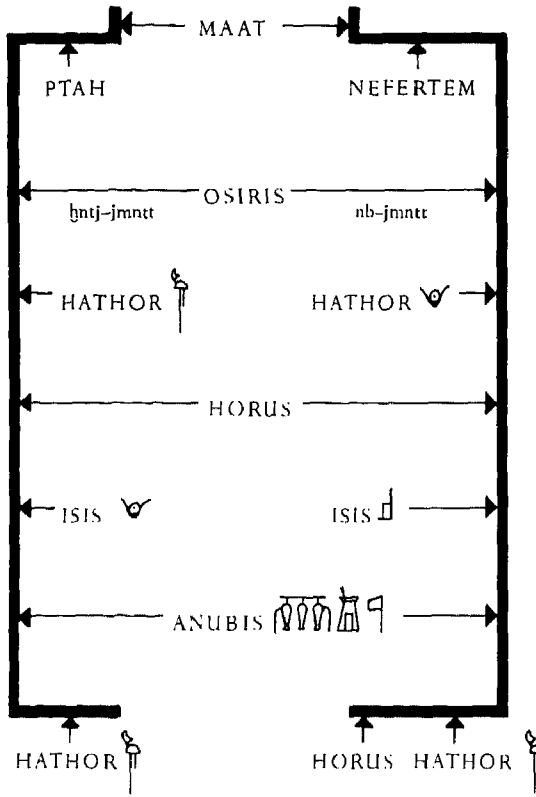 MAAT
PTAH NEFERTEM
OSIRIS
ḫntj-jmntt nb-jmntt
HATHOR HATHOR
HORUS
ISIS ISIS
ANUBIS
HATHOR HORUS HATHOR